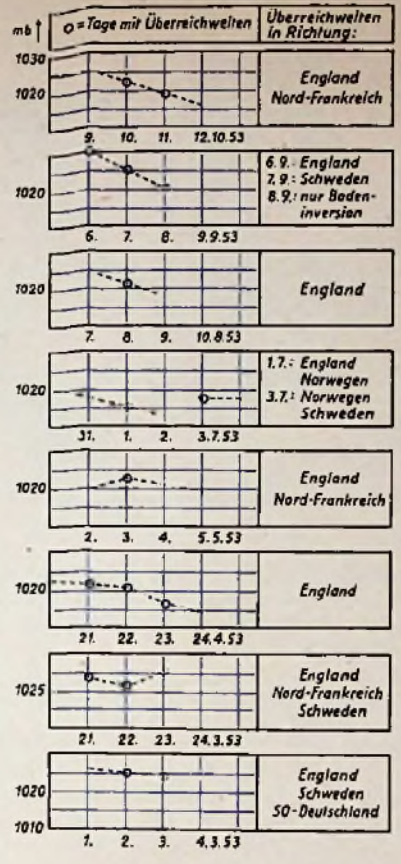 mb ↑
o = Tage mit Überreichwelten
Überreichwelten
in Richtung:
1030
1020
England
Nord-Frankreich
9. 10. 11. 12.10.53
1020
6.9.: England
7.9.: Schweden
8.9.: nur Boden-
inversion
6. 7. 8. 9.9.53
1020
England
7. 8. 9. 10.8.53
1020
1.7.: England
Norwegen
3.7.: Norwegen
Schweden
31. 1. 2. 3.7.53
1020
England
Nord-Frankreich
2. 3. 4. 5.5.53
1020
England
21. 22. 23. 24.4.53
1025
England
Nord-Frankreich
Schweden
21. 22. 23. 24.3.53
1020
1010
England
Schweden
SO-Deutschland
1. 2. 3. 4.3.53